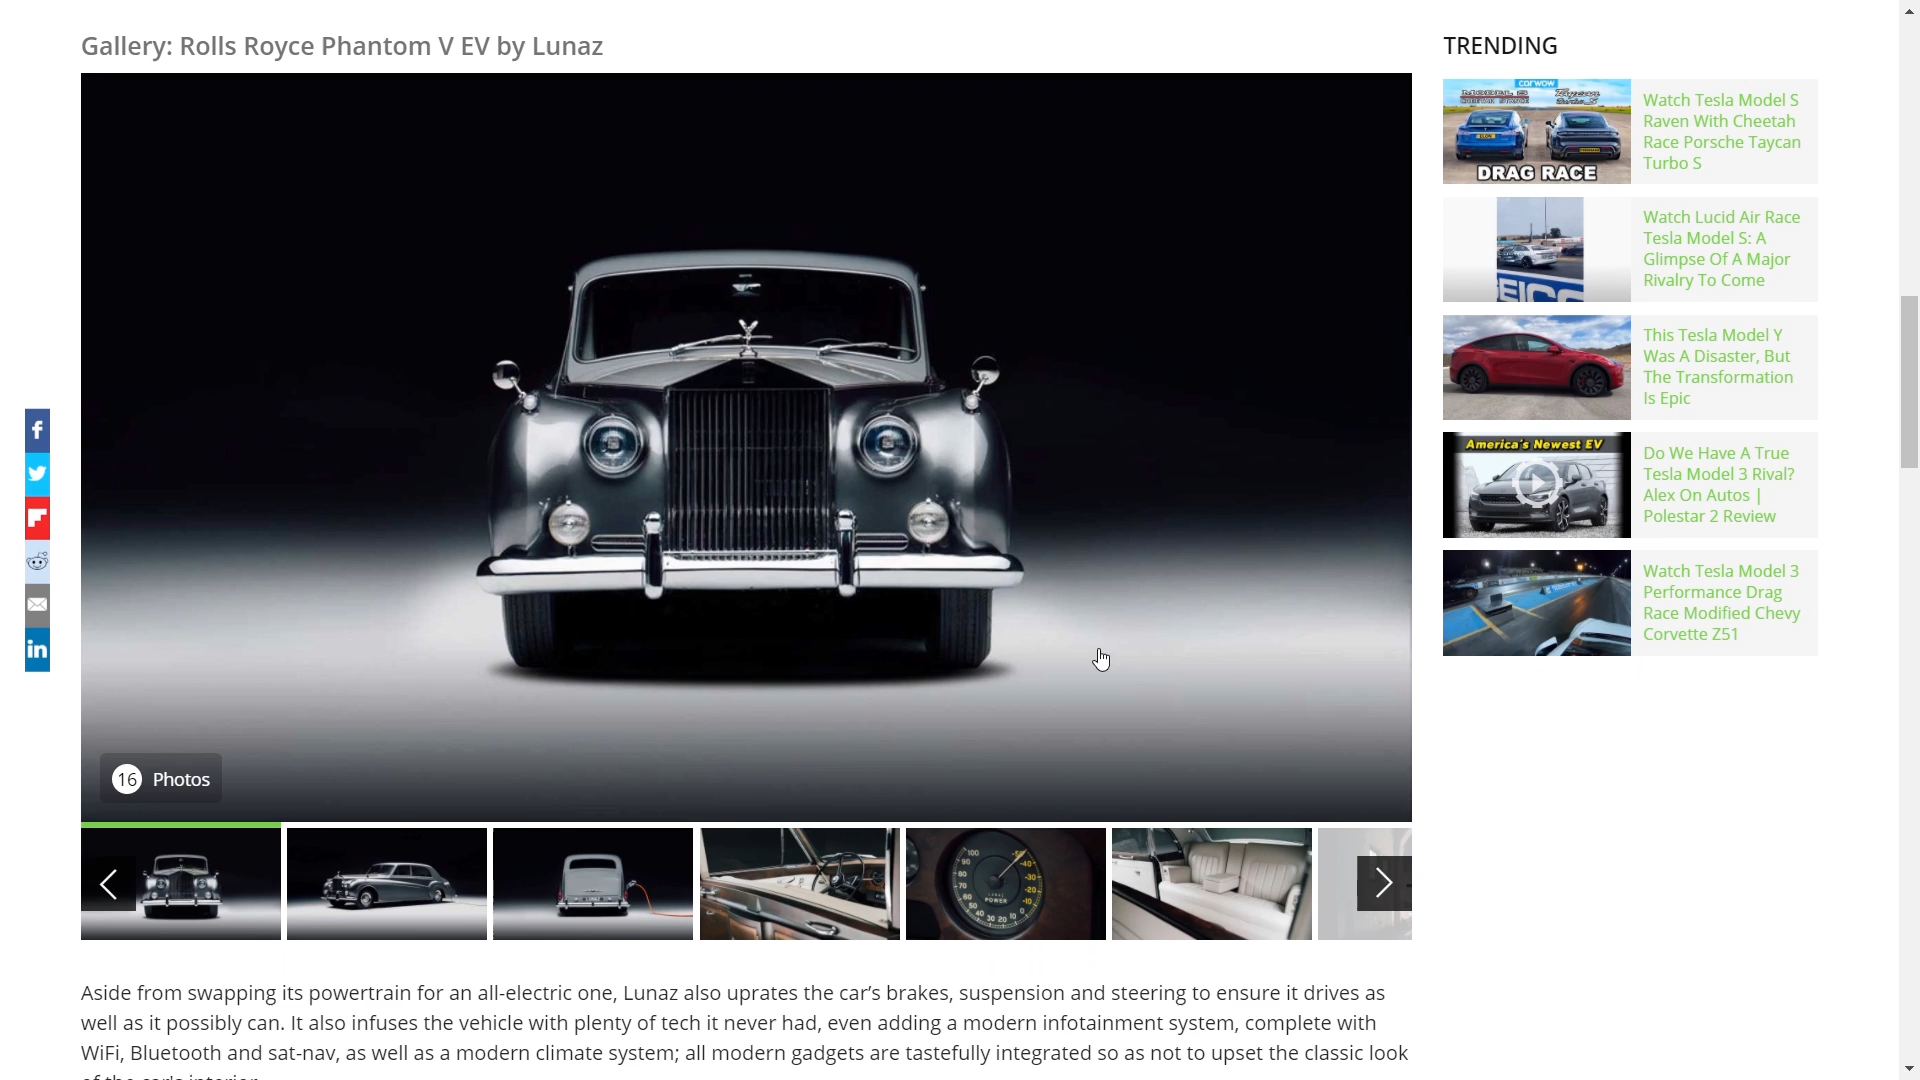 Gallery: Rolls Royce Phantom V EV by Lunaz
16 Photos
Aside from swapping its powertrain for an all-electric one, Lunaz also uprates the car’s brakes, suspension and steering to ensure it drives as
well as it possibly can. It also infuses the vehicle with plenty of tech it never had, even adding a modern infotainment system, complete with
WiFi, Bluetooth and sat-nav, as well as a modern climate system; all modern gadgets are tastefully integrated so as not to upset the classic look
of the car's interior.
TRENDING
carwow
DRAG RACE
Watch Tesla Model S
Raven With Cheetah
Race Porsche Taycan
Turbo S
Watch Lucid Air Race
Tesla Model S: A
Glimpse Of A Major
Rivalry To Come
This Tesla Model Y
Was A Disaster, But
The Transformation
Is Epic
America's Newest EV
Do We Have A True
Tesla Model 3 Rival?
Alex On Autos |
Polestar 2 Review
Watch Tesla Model 3
Performance Drag
Race Modified Chevy
Corvette Z51